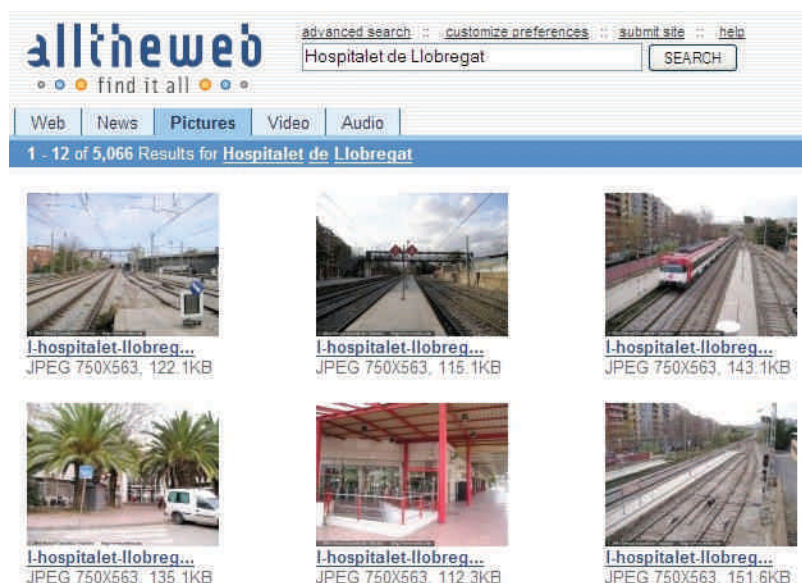 advanced search :: customize preferences :: submit site :: help
alltheweb
find it all
Hospitalet de Llobregat
SEARCH
Web News Pictures Video Audio
1 - 12 of 5,066 Results for Hospitalet de Llobregat
l-hospitalet-llobreg... l-hospitalet-llobreg... l-hospitalet-llobreg...
JPEG 750X563, 122.1KB JPEG 750X563, 115.1KB JPEG 750X563, 143.1KB
l-hospitalet-llobreg... l-hospitalet-llobreg... l-hospitalet-llobreg...
JPEG 750X563, 135.1KB JPEG 750X563, 112.3KB JPEG 750X563, 151.6KB